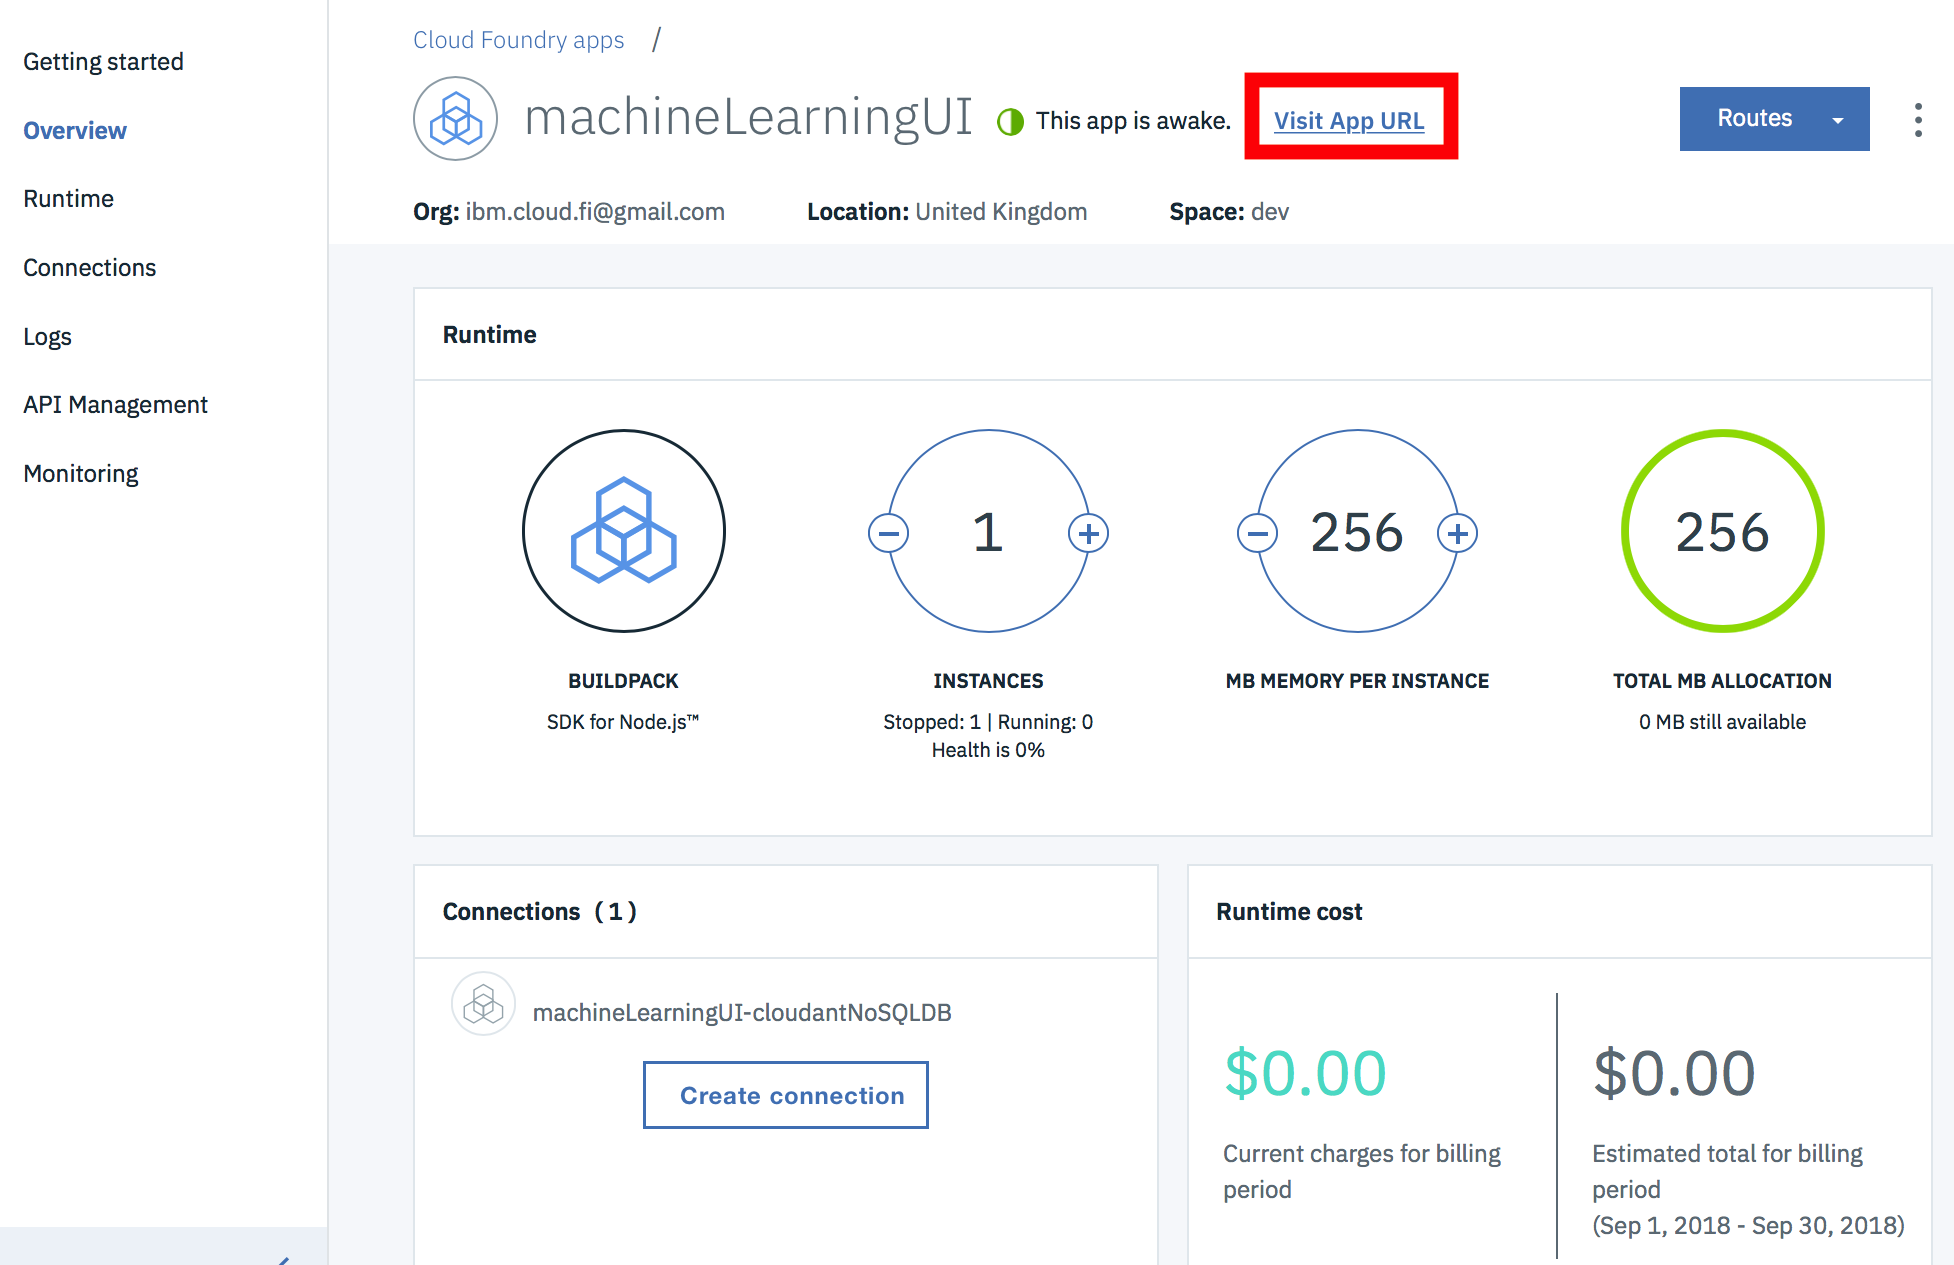 Getting started
Overview
Runtime
Connections
Logs
API Management
Monitoring
Cloud Foundry apps /
machineLearningUI This app is awake. Visit App URL
Routes
Org: ibm.cloud.fi@gmail.com Location: United Kingdom Space: dev
Runtime
1 256 256
BUILDPACK INSTANCES MB MEMORY PER INSTANCE TOTAL MB ALLOCATION
SDK for Node.js™ Stopped: 1 | Running: 0 0 MB still available
Health is 0%
Connections (1)
machineLearningUI-cloudantNoSQLDB
Create connection
Runtime cost
$0.00
Current charges for billing
period
$0.00
Estimated total for billing
period
(Sep 1, 2018 - Sep 30, 2018)